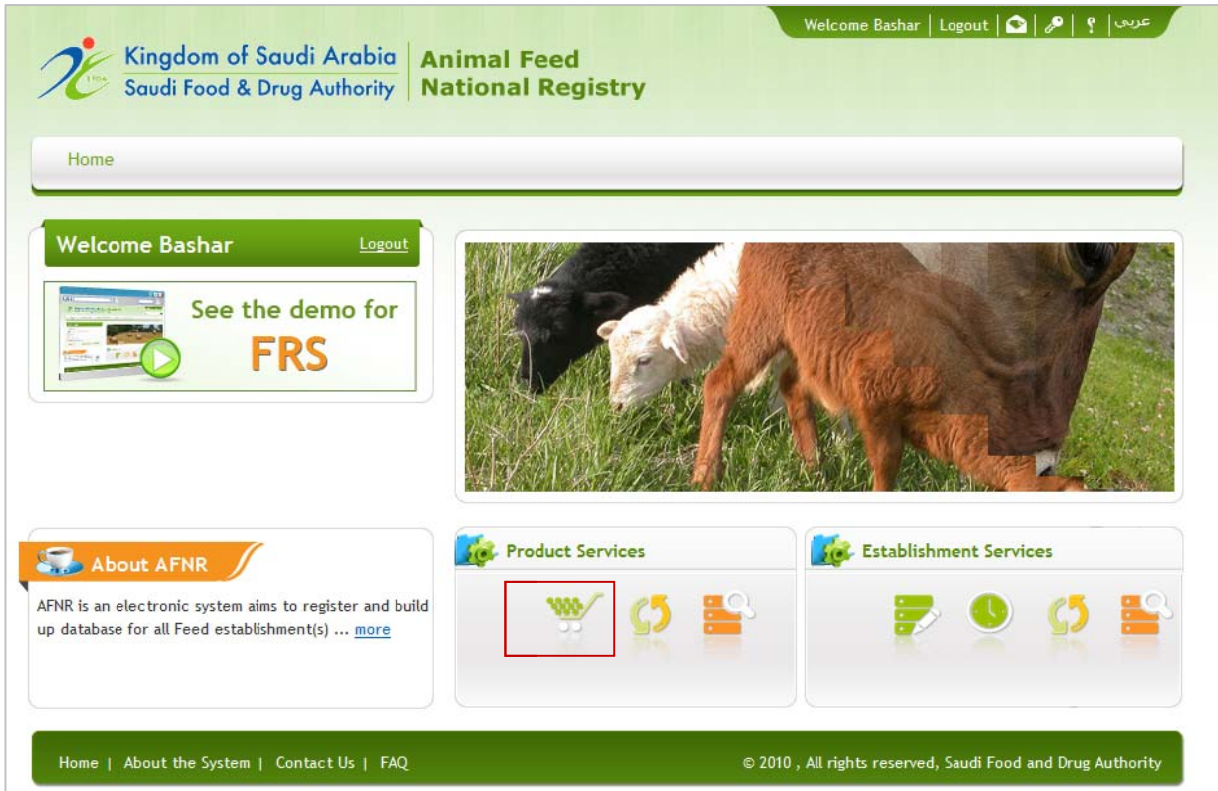 Welcome Bashar | Logout | | | ? | عربي
Kingdom of Saudi Arabia
Saudi Food & Drug Authority
Animal Feed
National Registry
Home
Welcome Bashar
Logout
See the demo for
FRS
About AFNR
AFNR is an electronic system aims to register and build
up database for all Feed establishment(s) ... more
Product Services
Establishment Services
Home | About the System | Contact Us | FAQ
© 2010 , All rights reserved, Saudi Food and Drug Authority